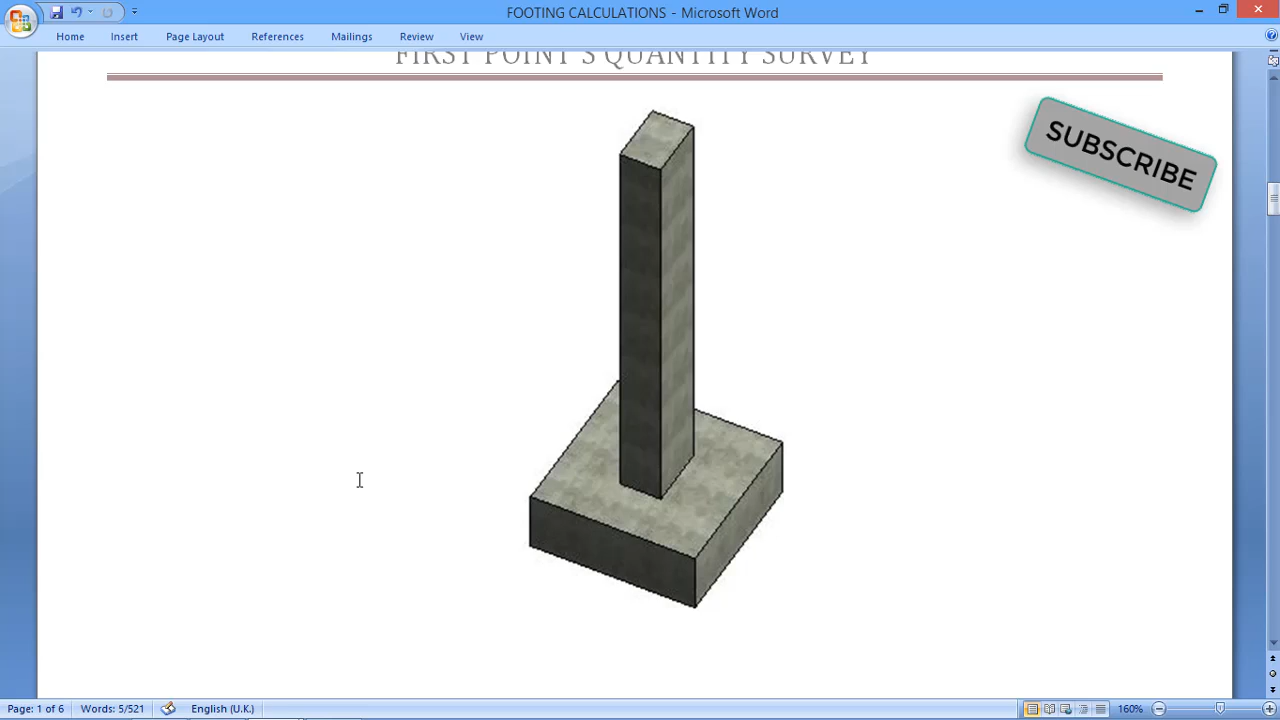 FOOTING CALCULATIONS - Microsoft Word
Home Insert Page Layout References Mailings Review View
FIRST POINT'S QUANTITY SURVEY
SUBSCRIBE
Page: 1 of 6 Words: 5/521 English (U.K.) 160%